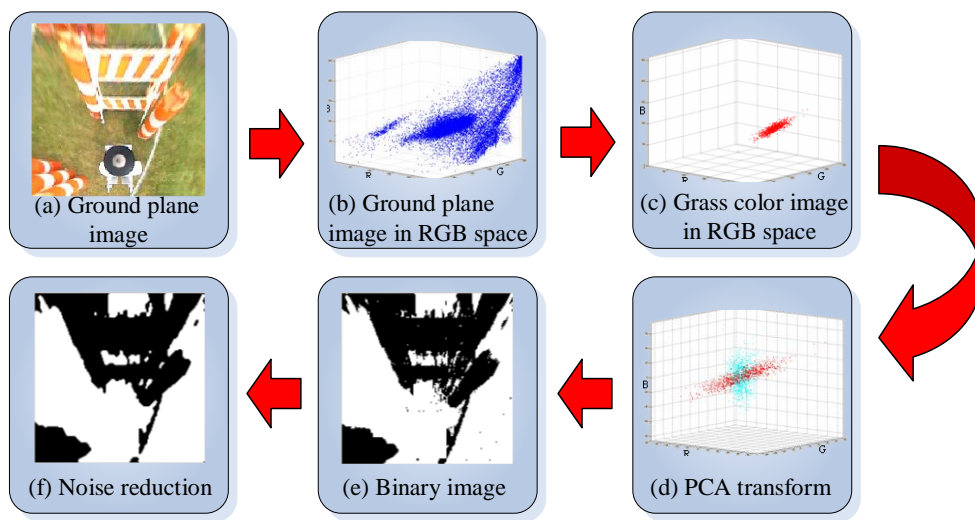 (a) Ground plane
image
B
R
G
(b) Ground plane
image in RGB space
B
R
G
(c) Grass color image
in RGB space
(f) Noise reduction
(e) Binary image
B
R
G
(d) PCA transform